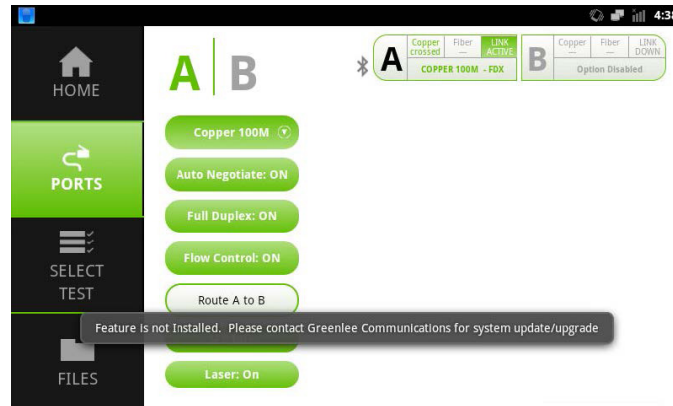 4:38
HOME
PORTS
SELECT
TEST
FILES
A B
Copper 100M
Auto Negotiate: ON
Full Duplex: ON
Flow Control: ON
Route A to B
Laser: On
A
Copper
crossed
Fiber
—
LINK
ACTIVE
COPPER 100M - FDX
B
Copper
—
Fiber
—
LINK
DOWN
Option Disabled
Feature is not Installed. Please contact Greenlee Communications for system update/upgrade